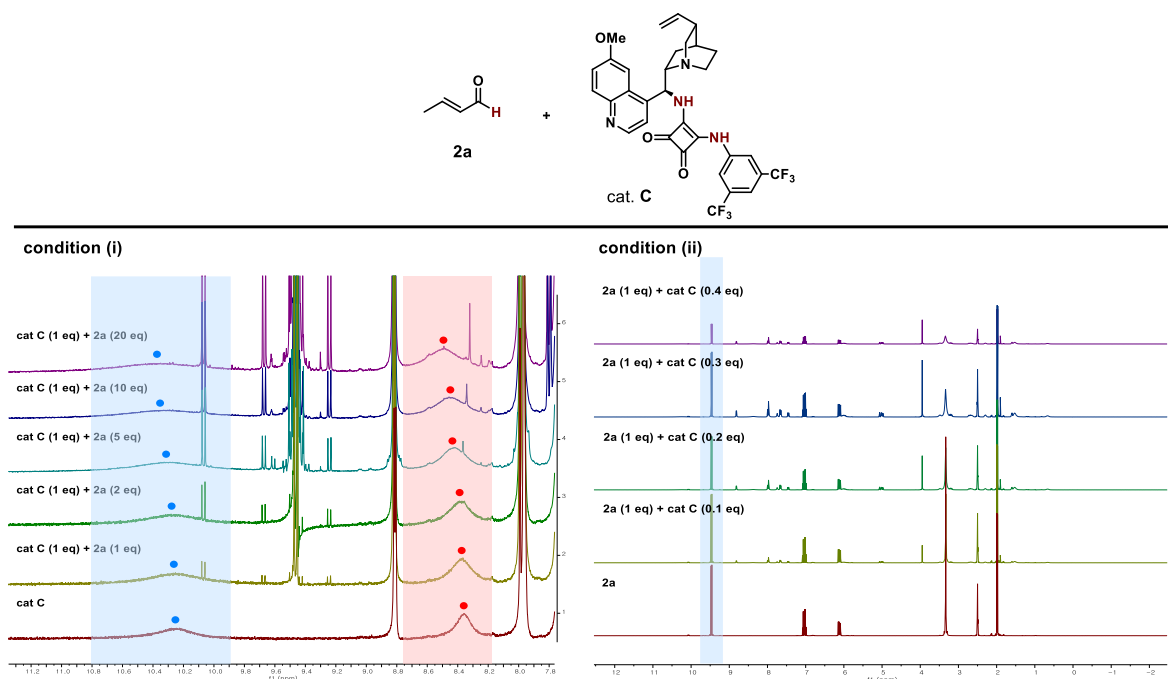 OMe
N
O
H
NH
2a
+
N
O
NH
O
CF3
cat. C
CF3
condition (i)
condition (ii)
cat C (1 eq) + 2a (20 eq)
cat C (1 eq) + 2a (10 eq)
cat C (1 eq) + 2a (5 eq)
cat C (1 eq) + 2a (2 eq)
cat C (1 eq) + 2a (1 eq)
cat C
6
5
4
3
2
1
11.2 11.0 10.8 10.6 10.4 10.2 10.0 9.8 9.6 9.4 9.2 9.0 8.8 8.6 8.4 8.2 8.0 7.8
2a (1 eq) + cat C (0.4 eq)
2a (1 eq) + cat C (0.3 eq)
2a (1 eq) + cat C (0.2 eq)
2a (1 eq) + cat C (0.1 eq)
2a
12 11 10 9 8 7 6 5 4 3 2 1 0 -1 -2